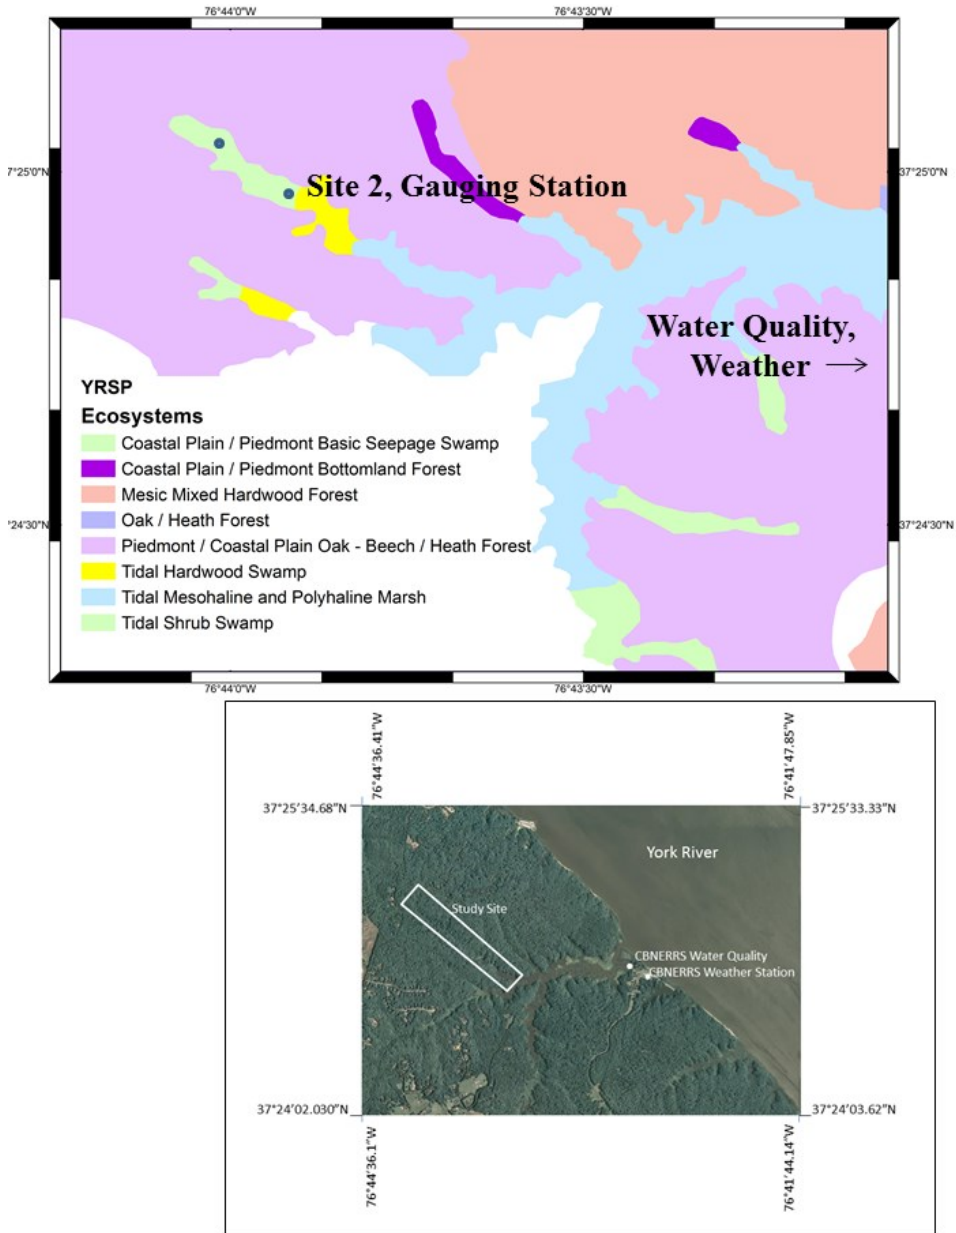 76°44'0"W
76°43'30"W
7°25'0"N
37°25'0"N
Site 2, Gauging Station
Water Quality,
Weather →
YRSP
Ecosystems
Coastal Plain / Piedmont Basic Seepage Swamp
Coastal Plain / Piedmont Bottomland Forest
Mesic Mixed Hardwood Forest
Oak / Heath Forest
Piedmont / Coastal Plain Oak - Beech / Heath Forest
Tidal Hardwood Swamp
Tidal Mesohaline and Polyhaline Marsh
Tidal Shrub Swamp
°24'30"N
37°24'30"N
76°44'0"W
76°43'30"W
76°44'36.41"W
76°41'47.85"W
37°25'34.68"N
37°25'33.33"N
York River
Study Site
CBNERRS Water Quality
CBNERRS Weather Station
37°24'02.030"N
37°24'03.62"N
76°44'36.1"W
76°41'44.14"W